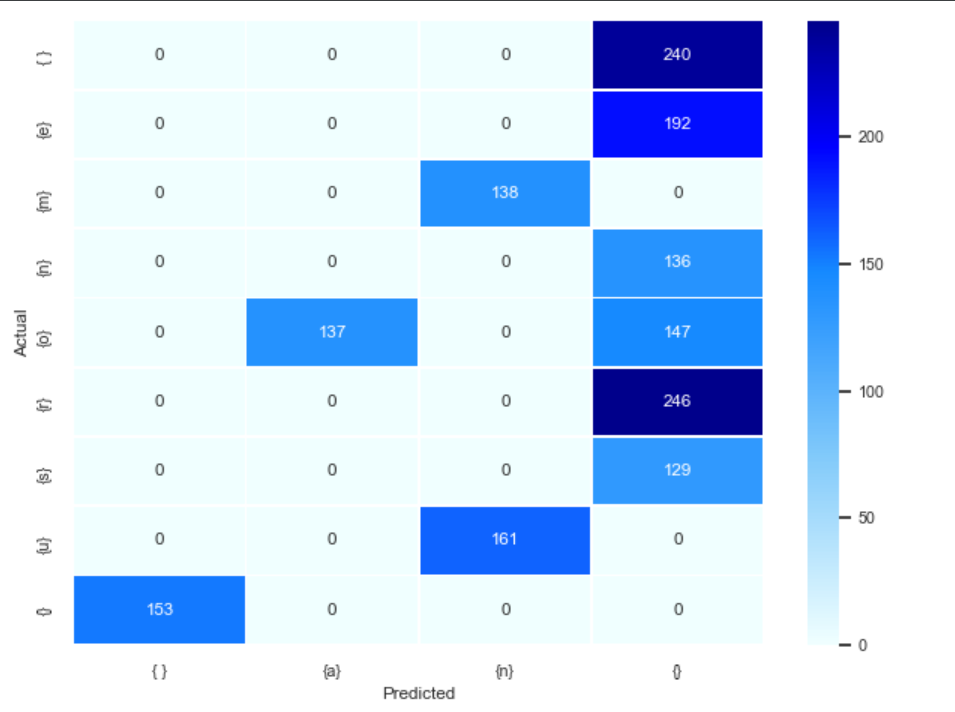 { } 0 0 0 240
{e} 0 0 0 192
{m} 0 0 138 0
{n} 0 0 0 136
{o} 0 137 0 147
{r} 0 0 0 246
{s} 0 0 0 129
{u} 0 0 161 0
{} 153 0 0 0
{ } {a} {n} {}
Predicted
Actual
200
150
100
50
0